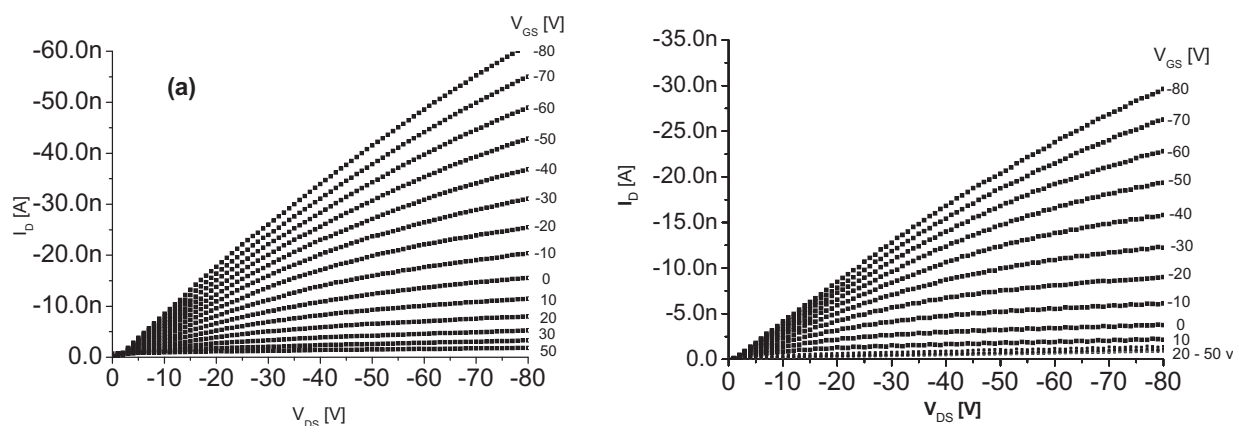 V_GS [V]
-60.0n
-50.0n
-40.0n
-30.0n
-20.0n
-10.0n
0.0
I_D [A]
(a)
-80
-70
-60
-50
-40
-30
-20
-10
0
10
20
30
50
0 -10 -20 -30 -40 -50 -60 -70 -80
V_DS [V]
V_GS [V]
-35.0n
-30.0n
-25.0n
-20.0n
-15.0n
-10.0n
-5.0n
0.0
I_D [A]
-80
-70
-60
-50
-40
-30
-20
-10
0
10
20 - 50 v
0 -10 -20 -30 -40 -50 -60 -70 -80
V_DS [V]